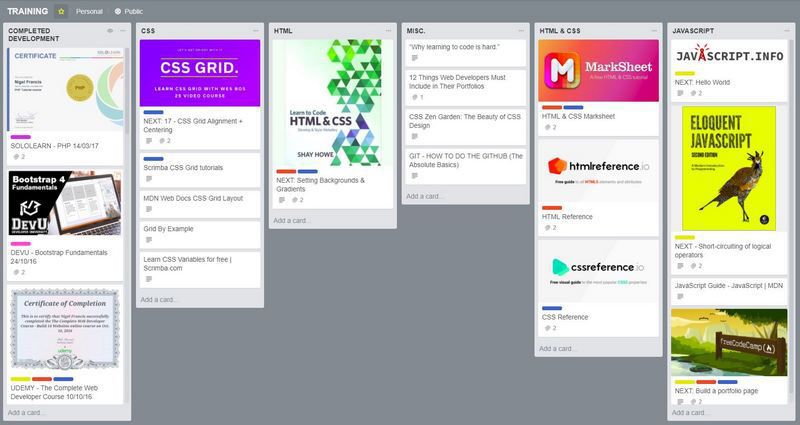 TRAINING
Personal
Public
COMPLETED
DEVELOPMENT
CERTIFICATE
SOLOLEARN
Nigel Francis
PHP
SOLOLEARN - PHP 14/03/17
2
Bootstrap 4
Fundamentals
DEVU
DEVU - Bootstrap Fundamentals
24/10/16
2
Certificate of Completion
This is to certify that Nigel Francis successfully
completed the The Complete Web Developer
Course - Build 14 Websites online course on Oct.
10, 2016
udemy
UDEMY - The Complete Web
Developer Course 10/10/16
Add a card...
CSS
LET'S GET GRIDDY WITH IT
CSS GRID.
LEARN CSS GRID WITH WES BOS
25 VIDEO COURSE
NEXT: 17 - CSS Grid Alignment +
Centering
2
Scrimba CSS Grid tutorials
2
MDN Web Docs CSS Grid Layout
Grid By Example
Learn CSS Variables for free |
Scrimba.com
Add a card...
HTML
Learn to Code
HTML & CSS
Develop & Style Websites
SHAY HOWE
NEXT: Setting Backgrounds &
Gradients
2
Add a card...
MISC.
“Why learning to code is hard.”
12 Things Web Developers Must
Include in Their Portfolios
1
CSS Zen Garden: The Beauty of CSS
Design
GIT - HOW TO DO THE GITHUB (The
Absolute Basics)
Add a card...
HTML & CSS
MarkSheet
A free HTML & CSS tutorial
HTML & CSS Marksheet
2
htmlreference.io
Free guide to all HTML5 elements and attributes
HTML Reference
2
cssreference.io
Free visual guide to the most popular CSS properties
CSS Reference
2
Add a card...
JAVASCRIPT
JAVASCRIPT.INFO
NEXT: Hello World
2
ELOQUENT
JAVASCRIPT
SECOND EDITION
A Modern Introduction to Programming
NEXT - Short-circuiting of logical
operators
2
JavaScript Guide - JavaScript | MDN
freeCodeCamp
NEXT: Build a portfolio page
2
Add a card...